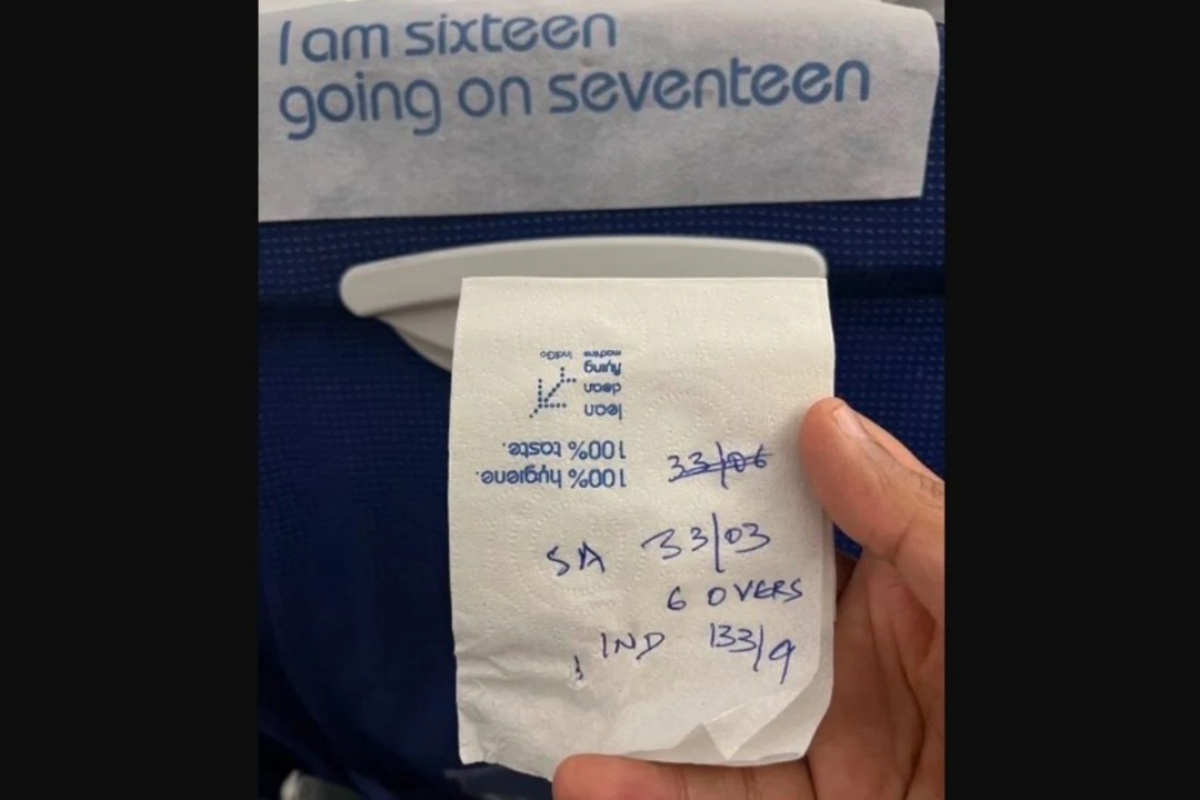 I am sixteen
going on seventeen
100% hygiene.
100% taste.
lean
clean
flying
machine
IndiGo
33/06
SA 33/03
6 OVERS
IND 133/9